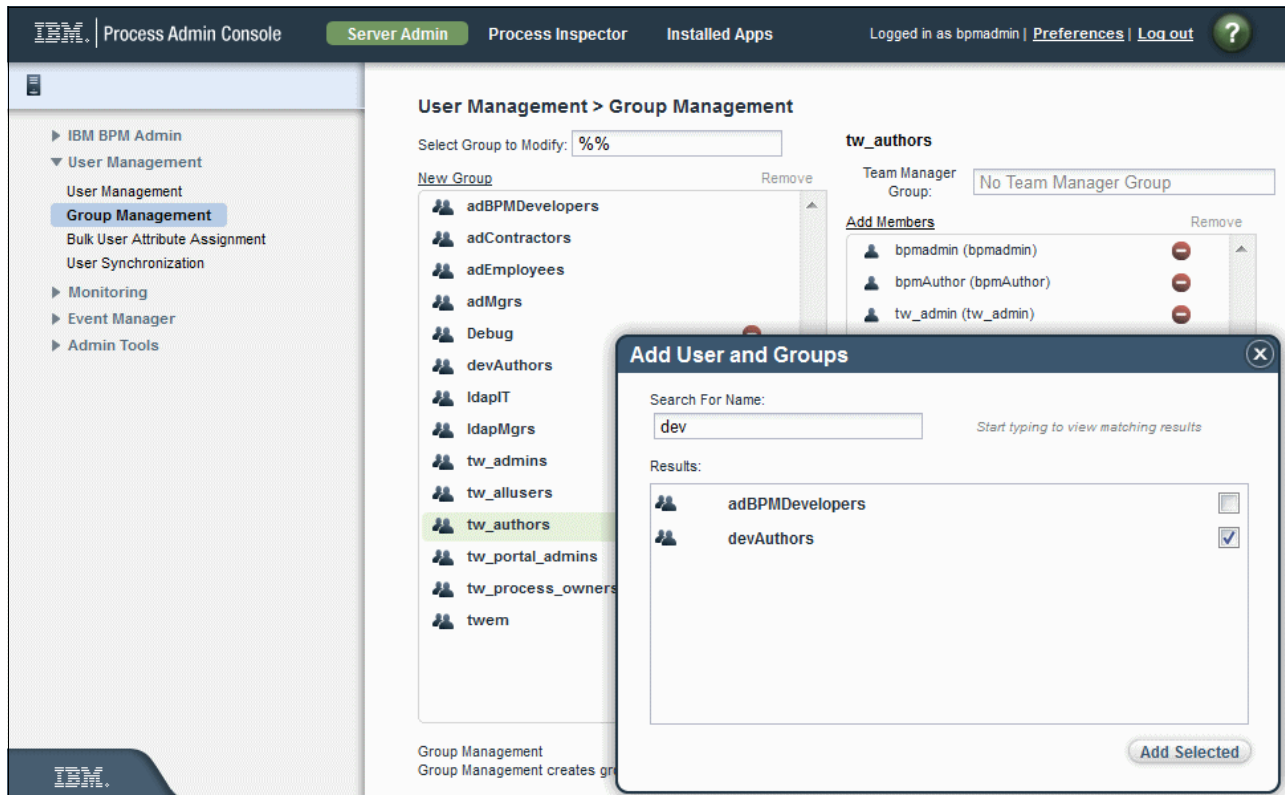 IBM. Process Admin Console Server Admin Process Inspector Installed Apps Logged in as bpmadmin | Preferences | Log out ?
IBM BPM Admin
User Management
User Management
Group Management
Bulk User Attribute Assignment
User Synchronization
Monitoring
Event Manager
Admin Tools
User Management > Group Management
Select Group to Modify: %%
New Group Remove
adBPMDevelopers
adContractors
adEmployees
adMgrs
Debug
devAuthors
ldapIT
ldapMgrs
tw_admins
tw_allusers
tw_authors
tw_portal_admins
tw_process_owners
twem
Group Management
Group Management creates gr
tw_authors
Team Manager
Group: No Team Manager Group
Add Members Remove
bpmadmin (bpmadmin)
bpmAuthor (bpmAuthor)
tw_admin (tw_admin)
Add User and Groups
Search For Name:
dev Start typing to view matching results
Results:
adBPMDevelopers
devAuthors
Add Selected
IBM.